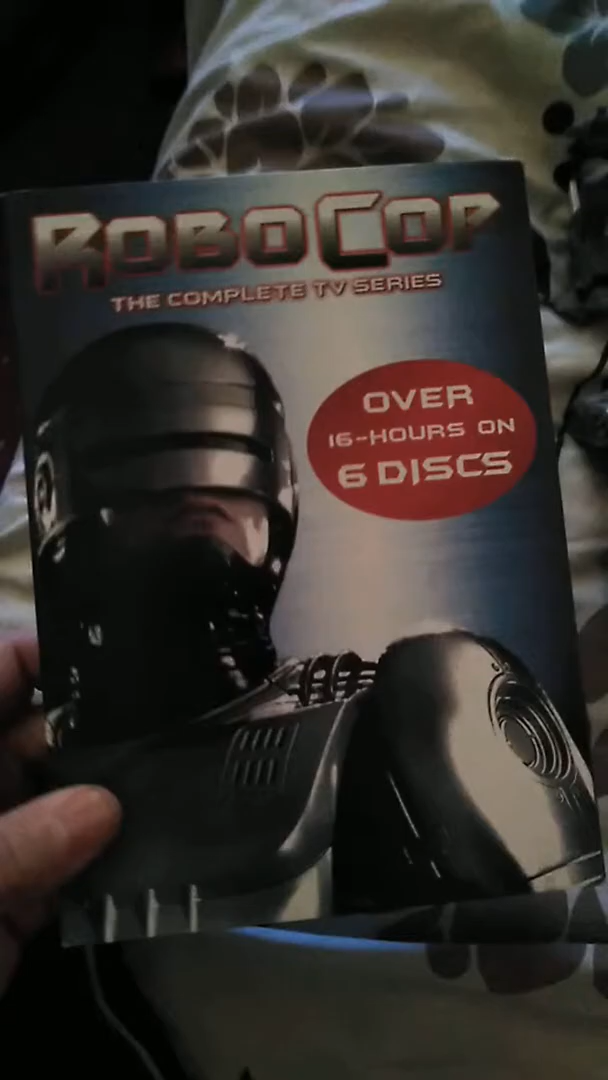 ROBOCOP
THE COMPLETE TV SERIES
OVER
16-HOURS ON
6 DISCS